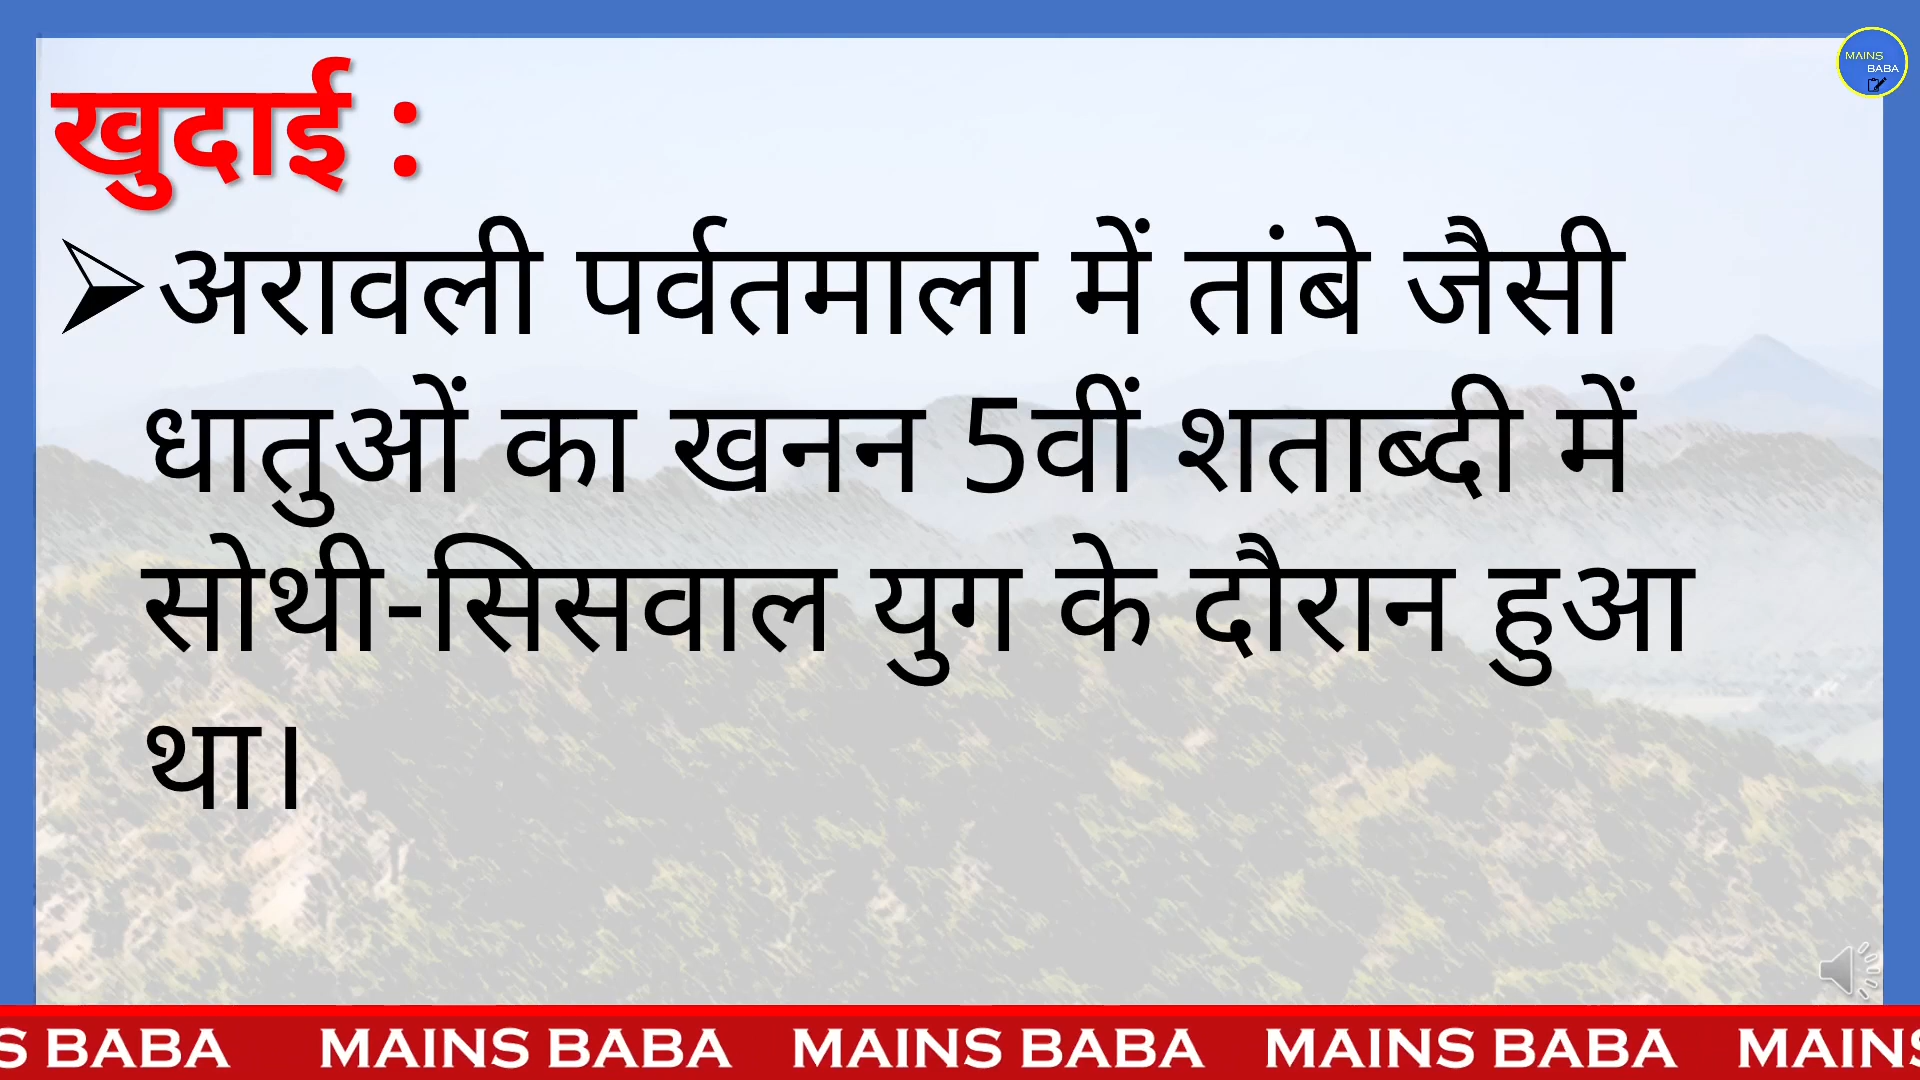 MAINS
BABA
खुदाई :
➢अरावली पर्वतमाला में तांबे जैसी
धातुओं का खनन 5वीं शताब्दी में
सोथी-सिसवाल युग के दौरान हुआ
था।
S BABA MAINS BABA MAINS BABA MAINS BABA MAINS